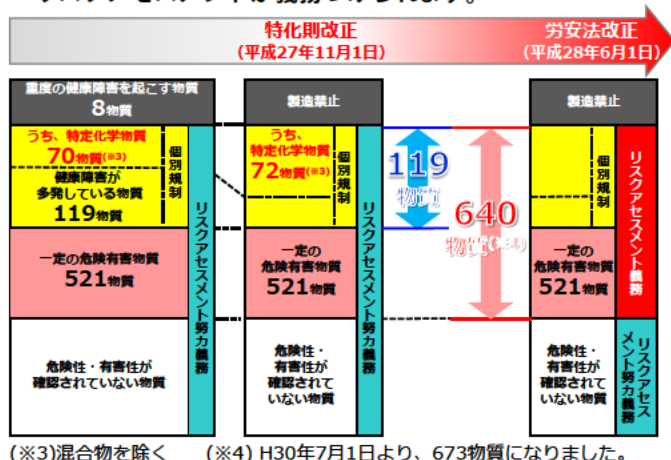 特化則改正
(平成27年11月1日)
労安法改正
(平成28年6月1日)
重度の健康障害を起こす物質
8物質
うち、特定化学物質
70物質(※3)
健康障害が
多発している物質
119物質
個別規制
一定の危険有害物質
521物質
危険性・有害性が
確認されていない物質
リスクアセスメント努力義務
製造禁止
うち、
特定化学物質
72物質(※3)
個別規制
一定の
危険有害物質
521物質
危険性・
有害性が
確認されて
いない物質
リスクアセスメント努力義務
119
物質
640
物質(※4)
製造禁止
個別規制
一定の
危険有害物質
521物質
危険性・
有害性が
確認されて
いない物質
リスクアセスメント義務
リスクアセス
メント努力義務
(※3)混合物を除く (※4) H30年7月1日より、673物質になりました。